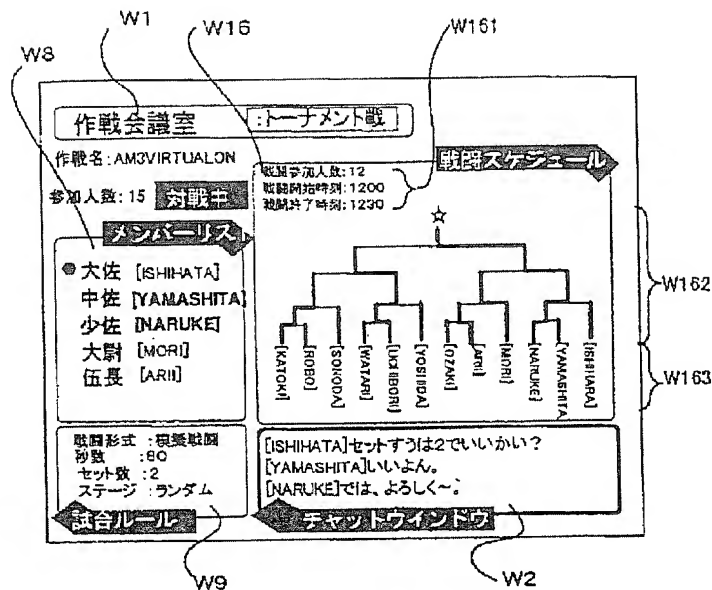 W1
W8
W16
W161
作戦会議室
:トーナメント戦
作戦名:AM3VIRTUALON
参加人数:15
対戦中
戦闘参加人数:12
戦闘開始時刻:1200
戦闘終了時刻:1230
戦闘スケジュール
メンバーリスト
大佐 [ISHIHATA]
中佐 [YAMASHITA]
少佐 [NARUKE]
大尉 [MORI]
伍長 [ARII]
☆
W162
[KATOKI]
[ROBO]
[SONODA]
[WATARI]
[UCHIBORI]
[YOSHIDA]
[OZAKI]
[ARII]
[MORI]
[NARUKE]
[YAMASHITA]
[ISHIHARA]
W163
戦闘形式 :模擬戦闘
秒数 :80
セット数 :2
ステージ :ランダム
試合ルール
[ISHIHATA]セットすうは2でいいかい?
[YAMASHITA]いいよん。
[NARUKE]では、よろしく~。
チャットウインドウ
W9
W2